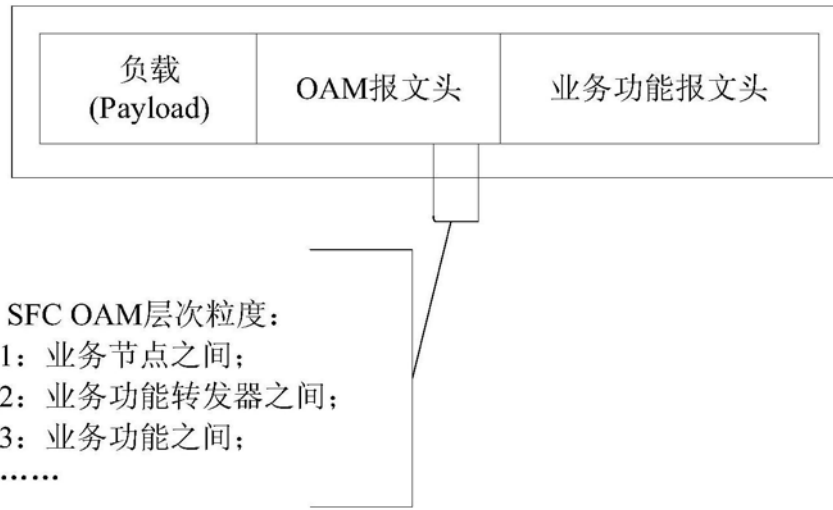 负载
(Payload)
OAM报文头
业务功能报文头
SFC OAM层次粒度：
1：业务节点之间；
2：业务功能转发器之间；
3：业务功能之间；
……